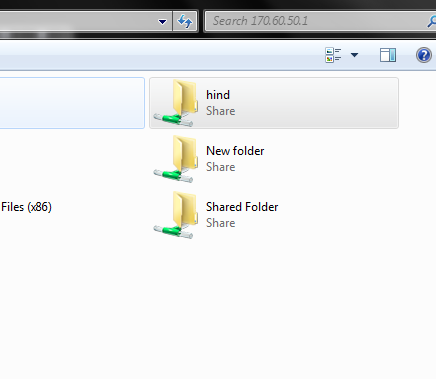 Search 170.60.50.1
hind
Share
New folder
Share
Files (x86)
Shared Folder
Share